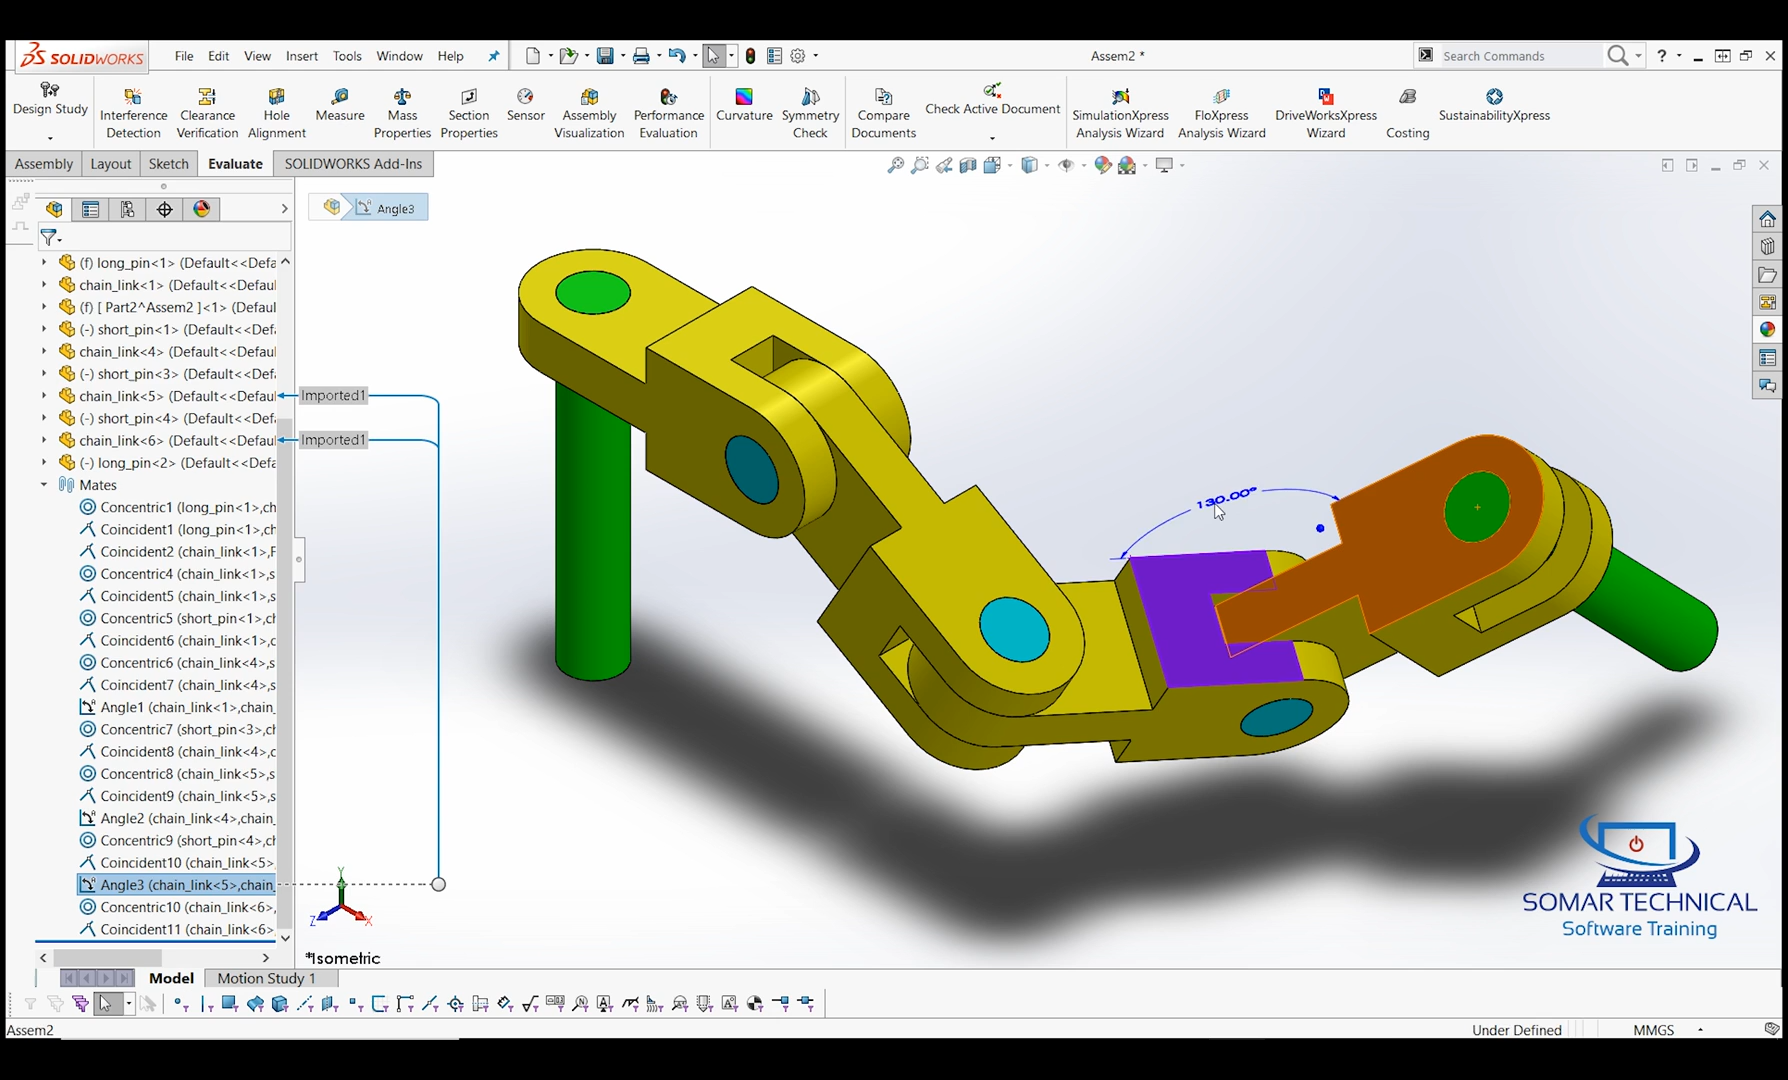 SOLIDWORKS
File Edit View Insert Tools Window Help
Assem2 *
Search Commands
?
Design Study
Interference Detection
Clearance Verification
Hole Alignment
Measure
Mass Properties
Section Properties
Sensor
Assembly Visualization
Performance Evaluation
Curvature
Symmetry Check
Compare Documents
Check Active Document
SimulationXpress Analysis Wizard
FloXpress Analysis Wizard
DriveWorksXpress Wizard
Costing
SustainabilityXpress
Assembly Layout Sketch Evaluate SOLIDWORKS Add-Ins
Angle3
(f) long_pin<1> (Default<<Defa
chain_link<1> (Default<<Defau
(f) [ Part2^Assem2 ]<1> (Defaul
(-) short_pin<1> (Default<<Def
chain_link<4> (Default<<Defau
(-) short_pin<3> (Default<<Def
chain_link<5> (Default<<Defau
Imported1
(-) short_pin<4> (Default<<Def
chain_link<6> (Default<<Defau
Imported1
(-) long_pin<2> (Default<<Defa
Mates
Concentric1 (long_pin<1>,ch
Coincident1 (long_pin<1>,ch
Coincident2 (chain_link<1>,F
Concentric4 (chain_link<1>,s
Coincident5 (chain_link<1>,s
Concentric5 (short_pin<1>,ch
Coincident6 (chain_link<1>,c
Concentric6 (chain_link<4>,s
Coincident7 (chain_link<4>,s
Angle1 (chain_link<1>,chain_
Concentric7 (short_pin<3>,ch
Coincident8 (chain_link<4>,c
Concentric8 (chain_link<5>,s
Coincident9 (chain_link<5>,s
Angle2 (chain_link<4>,chain_
Concentric9 (short_pin<4>,ch
Coincident10 (chain_link<5>
Angle3 (chain_link<5>,chain_
Concentric10 (chain_link<6>,
Coincident11 (chain_link<6>
130.00°
Y
Z
X
*Isometric
SOMAR TECHNICAL
Software Training
Model Motion Study 1
Assem2
Under Defined
MMGS